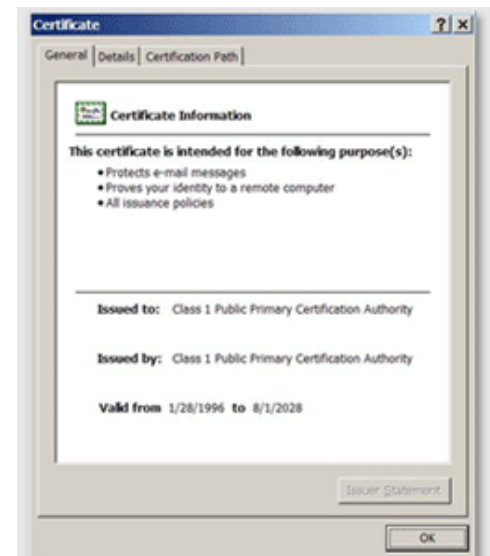 Certificate
General Details Certification Path
Certificate Information
This certificate is intended for the following purpose(s):
• Protects e-mail messages
• Proves your identity to a remote computer
• All issuance policies
Issued to: Class 1 Public Primary Certification Authority
Issued by: Class 1 Public Primary Certification Authority
Valid from 1/28/1996 to 8/1/2028
Issuer Statement
OK